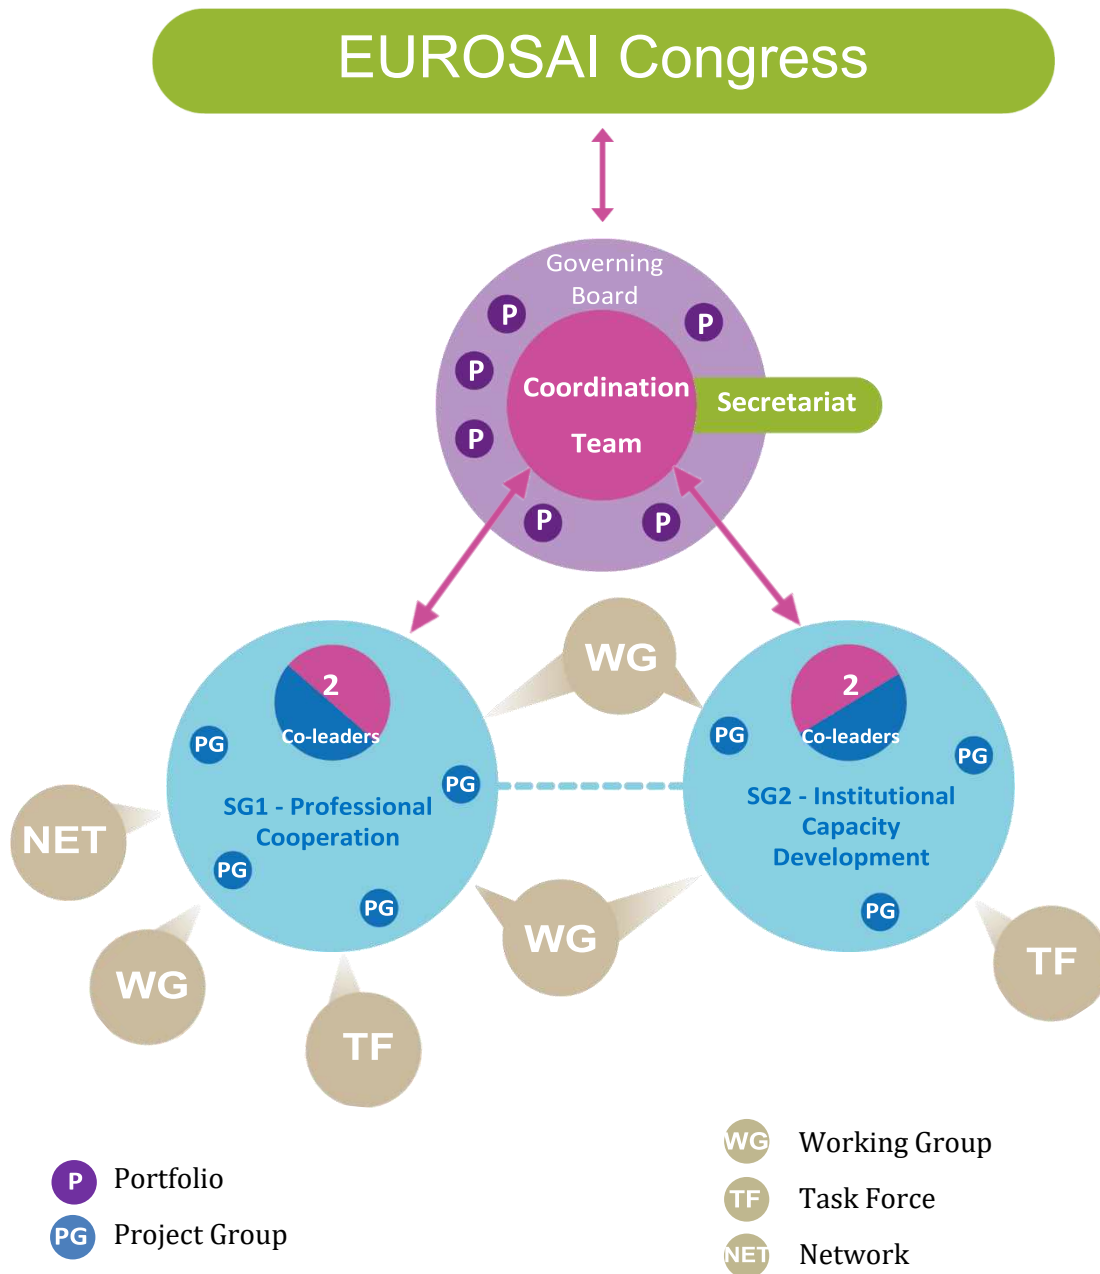 EUROSAI Congress
Governing
Board
P
P
P
P
Coordination
Team
Secretariat
P
P
WG
2
Co-leaders
2
Co-leaders
PG
PG
PG
PG
SG1 - Professional
Cooperation
SG2 - Institutional
Capacity
Development
NET
PG
PG
PG
WG
WG
TF
TF
P Portfolio
PG Project Group
WG Working Group
TF Task Force
NET Network